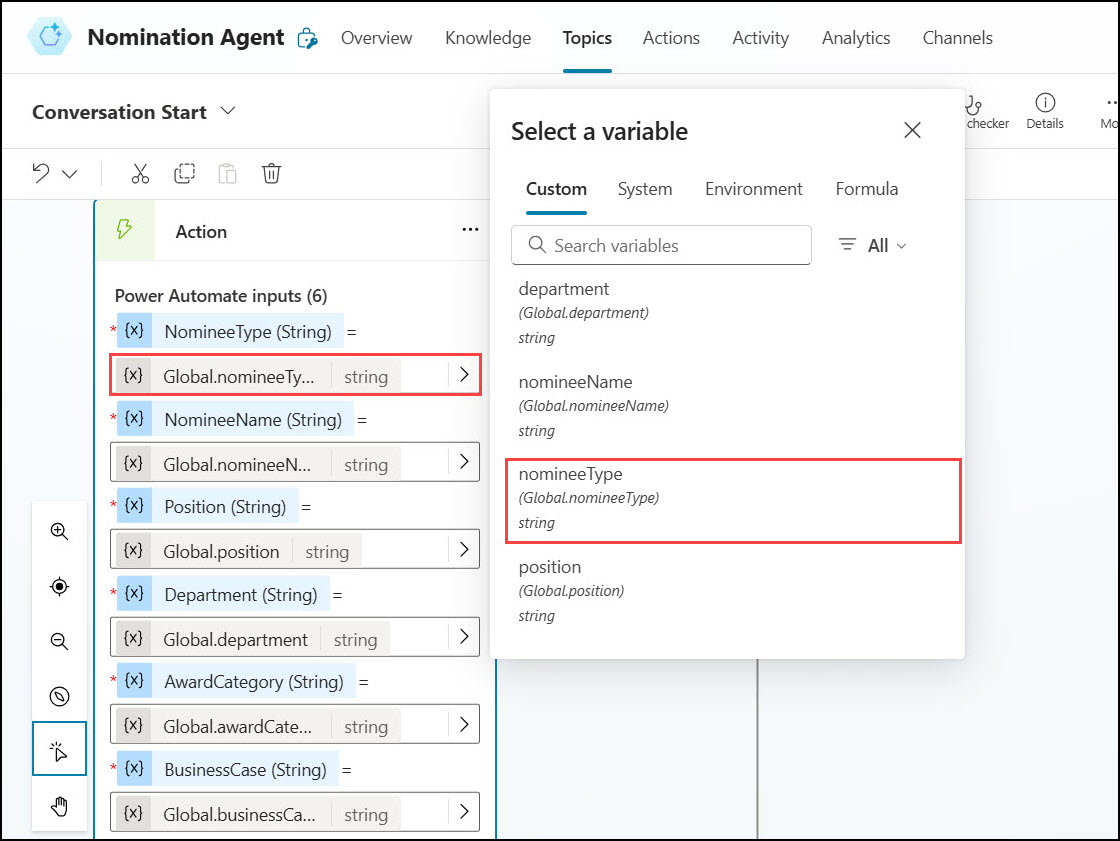 Nomination Agent
Overview
Knowledge
Topics
Actions
Activity
Analytics
Channels
Conversation Start
checker
Details
Mo
Action
Power Automate inputs (6)
* {x} NomineeType (String) =
{x} Global.nomineeTy... string
* {x} NomineeName (String) =
{x} Global.nomineeN... string
* {x} Position (String) =
{x} Global.position string
* {x} Department (String) =
{x} Global.department string
* {x} AwardCategory (String) =
{x} Global.awardCate... string
* {x} BusinessCase (String) =
{x} Global.businessCa... string
Select a variable
Custom
System
Environment
Formula
Search variables
All
department
(Global.department)
string
nomineeName
(Global.nomineeName)
string
nomineeType
(Global.nomineeType)
string
position
(Global.position)
string